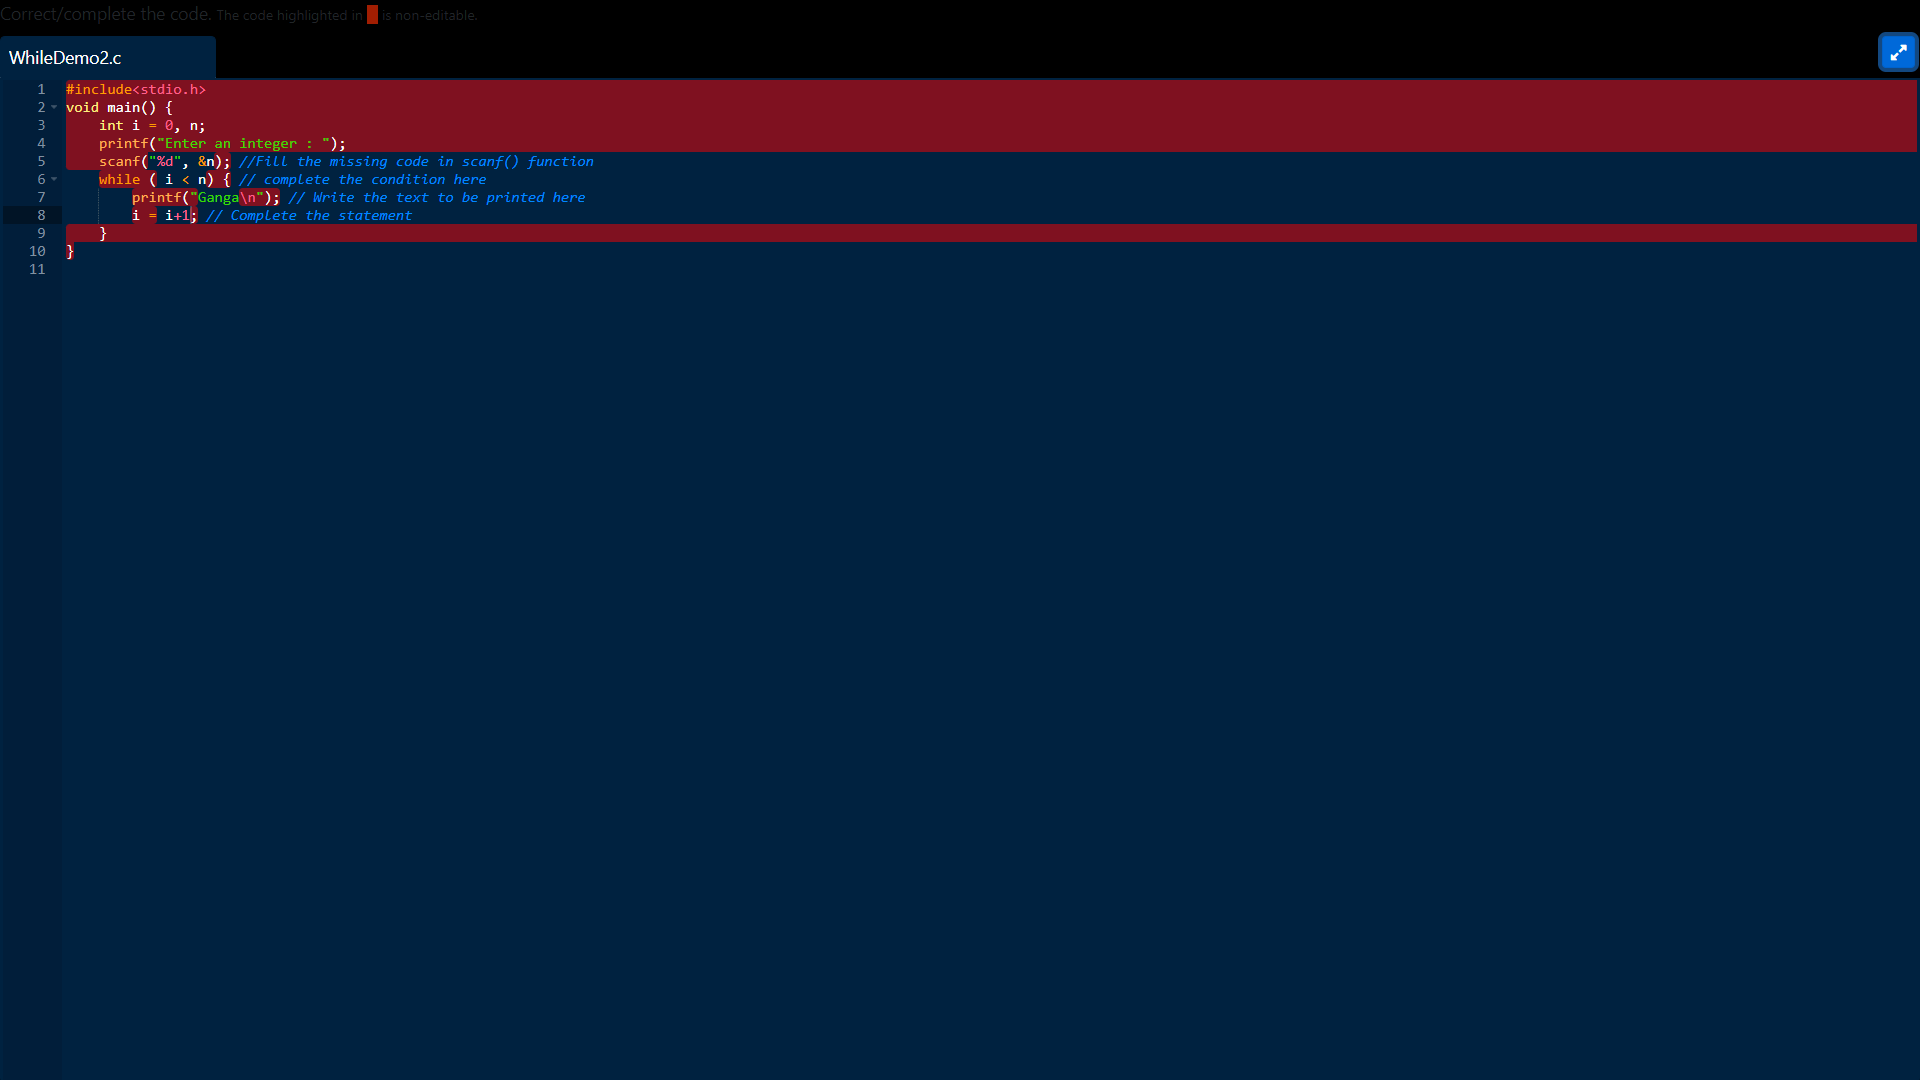 Correct/complete the code. The code highlighted in is non-editable.
WhileDemo2.c
1 #include<stdio.h>
2 void main() {
3 int i = 0, n;
4 printf("Enter an integer : ");
5 scanf("%d", &n); //Fill the missing code in scanf() function
6 while ( i < n) { // complete the condition here
7 printf("Ganga\n"); // Write the text to be printed here
8 i = i+1; // Complete the statement
9 }
10 }
11